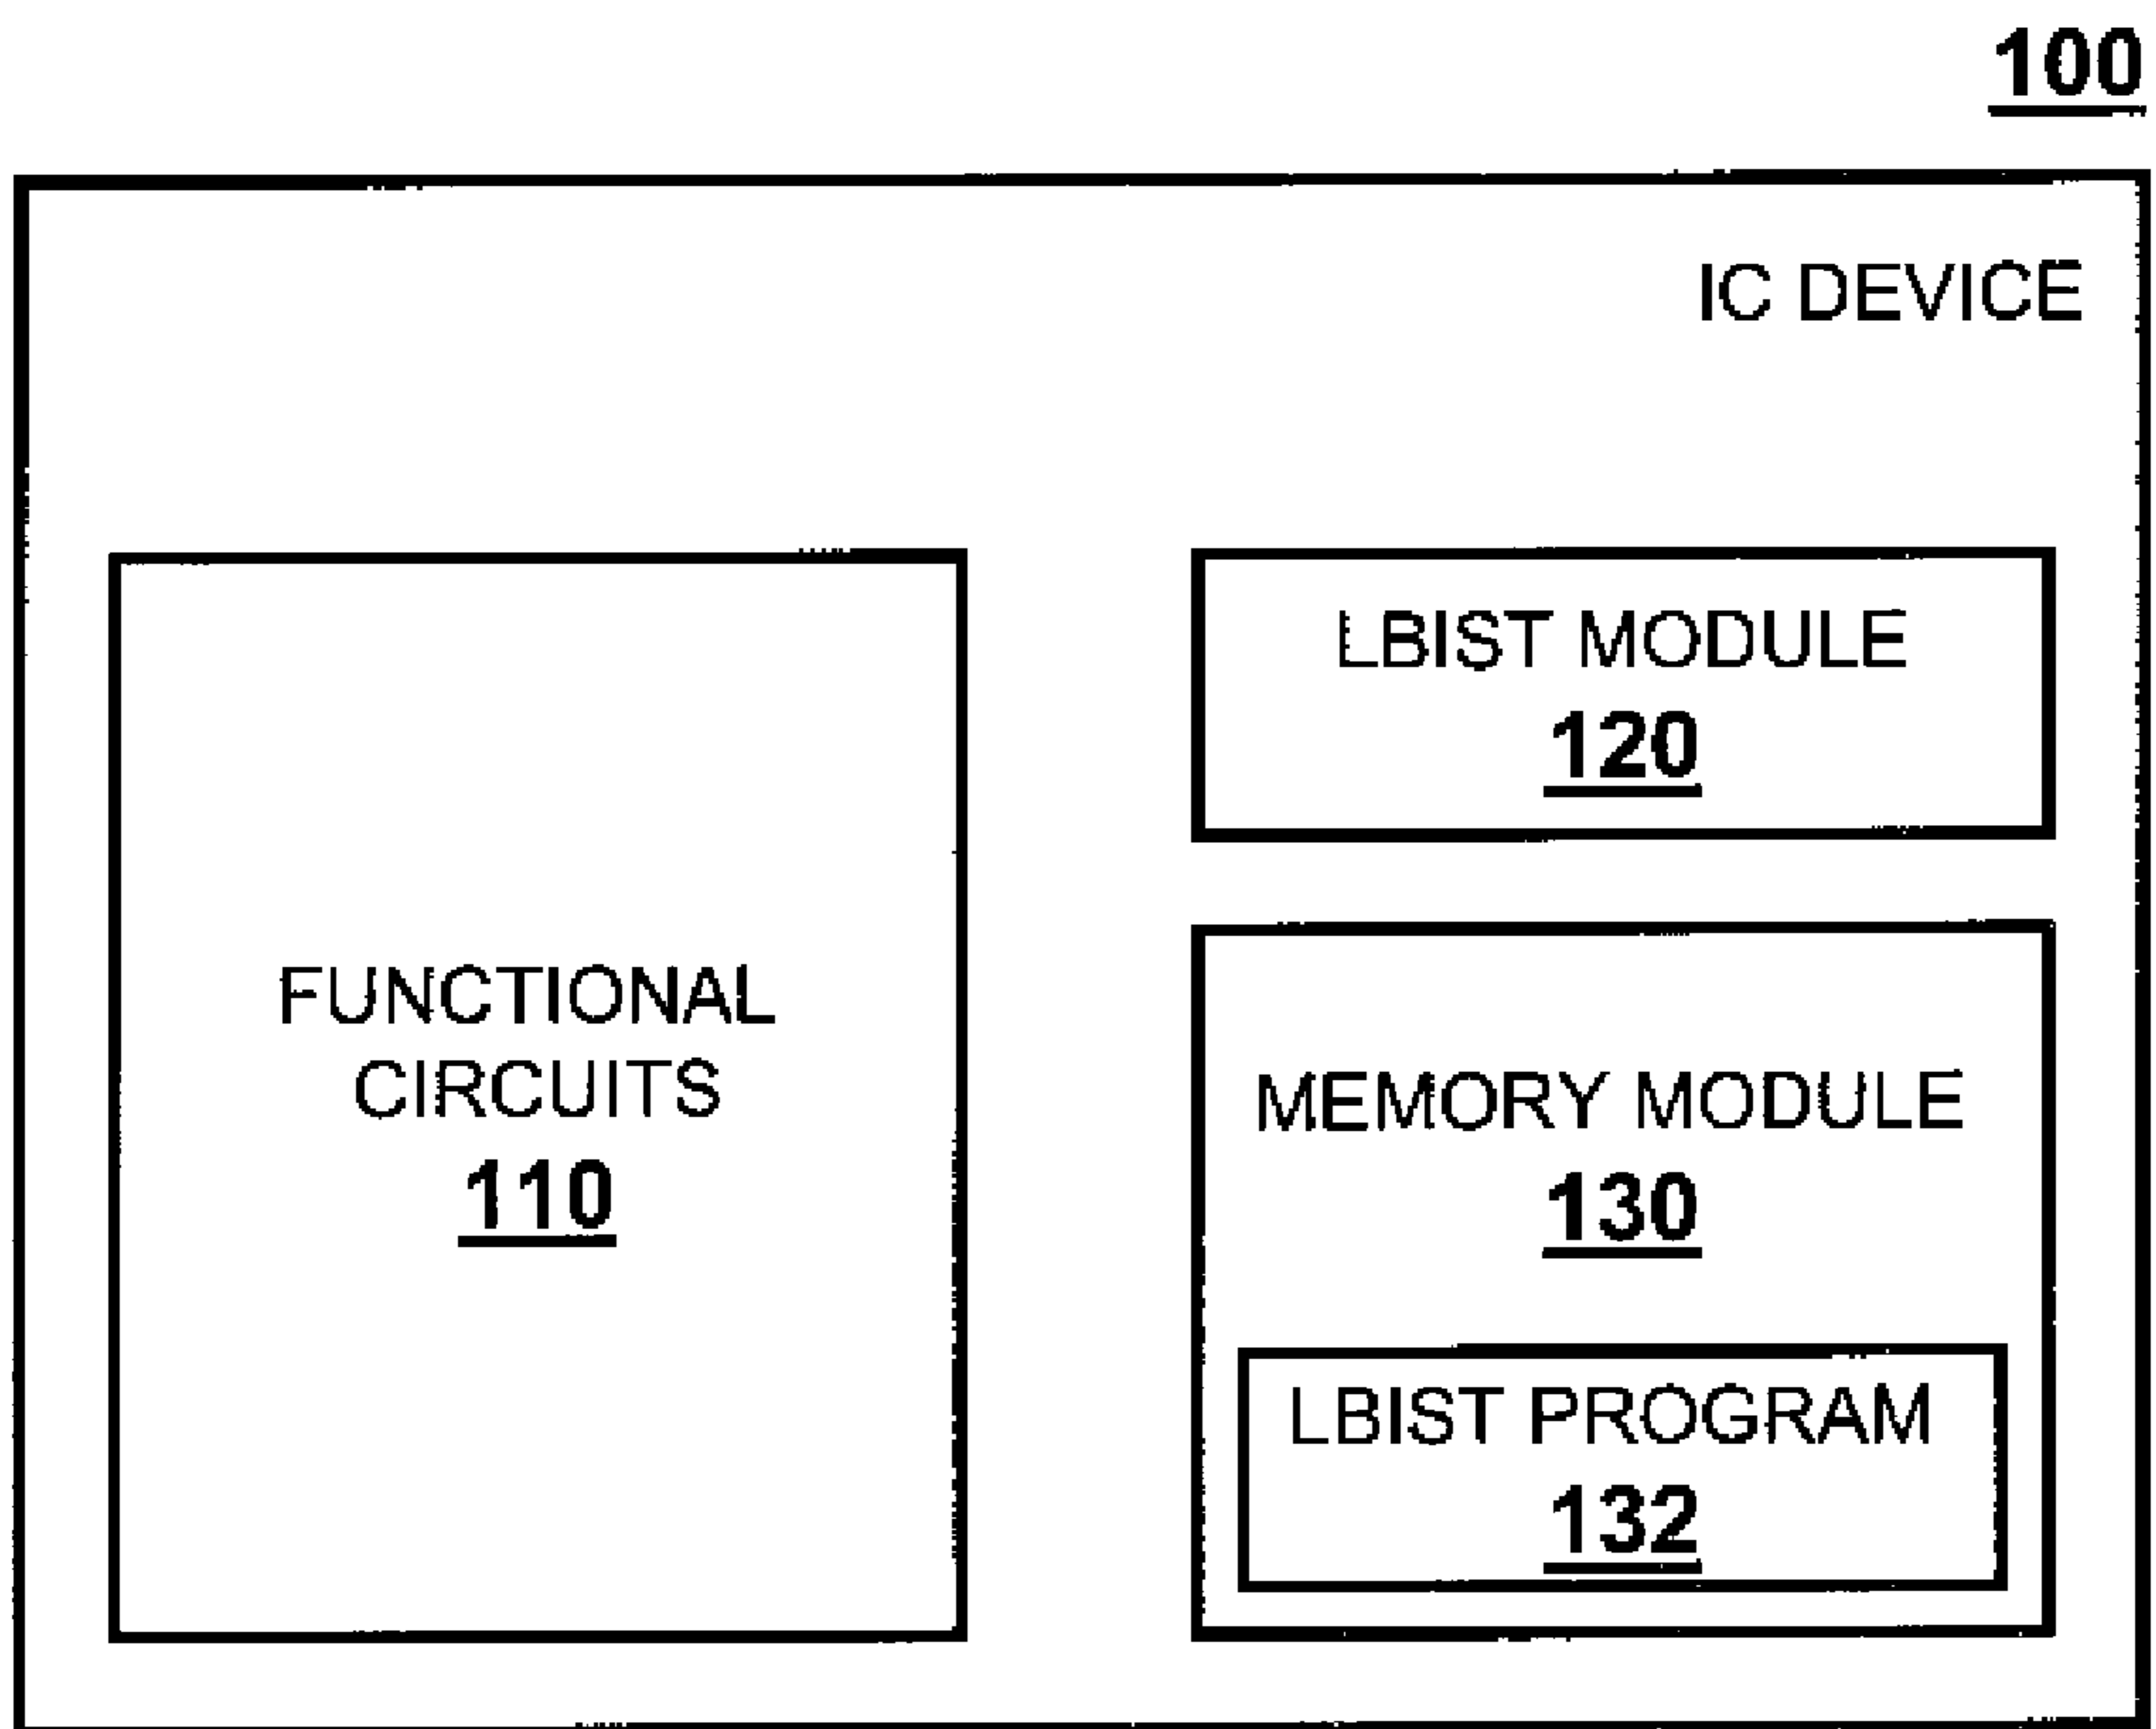 100
IC DEVICE
LBIST MODULE
120
FUNCTIONAL
CIRCUITS
110
MEMORY MODULE
130
LBIST PROGRAM
132